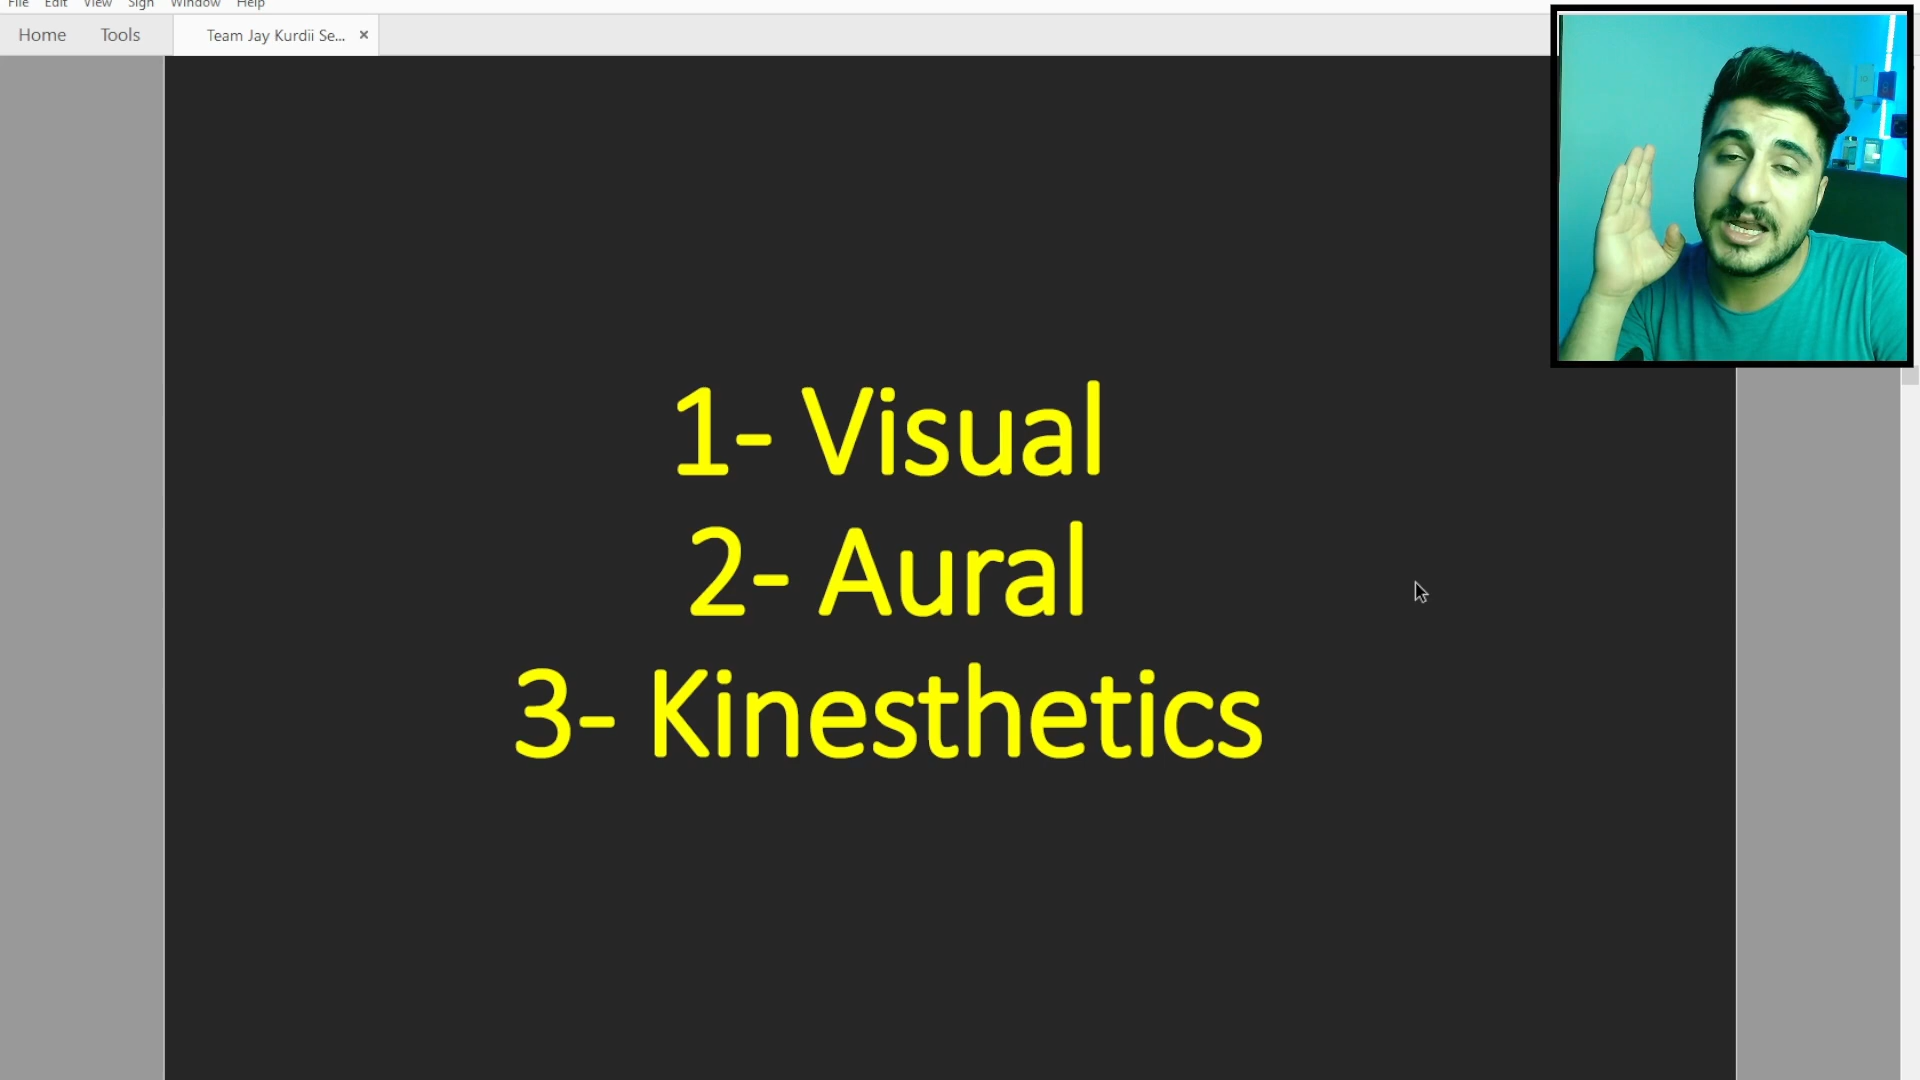 File Edit View Sign Window Help
Home Tools Team Jay Kurdii Se... ×
1- Visual
2- Aural
3- Kinesthetics